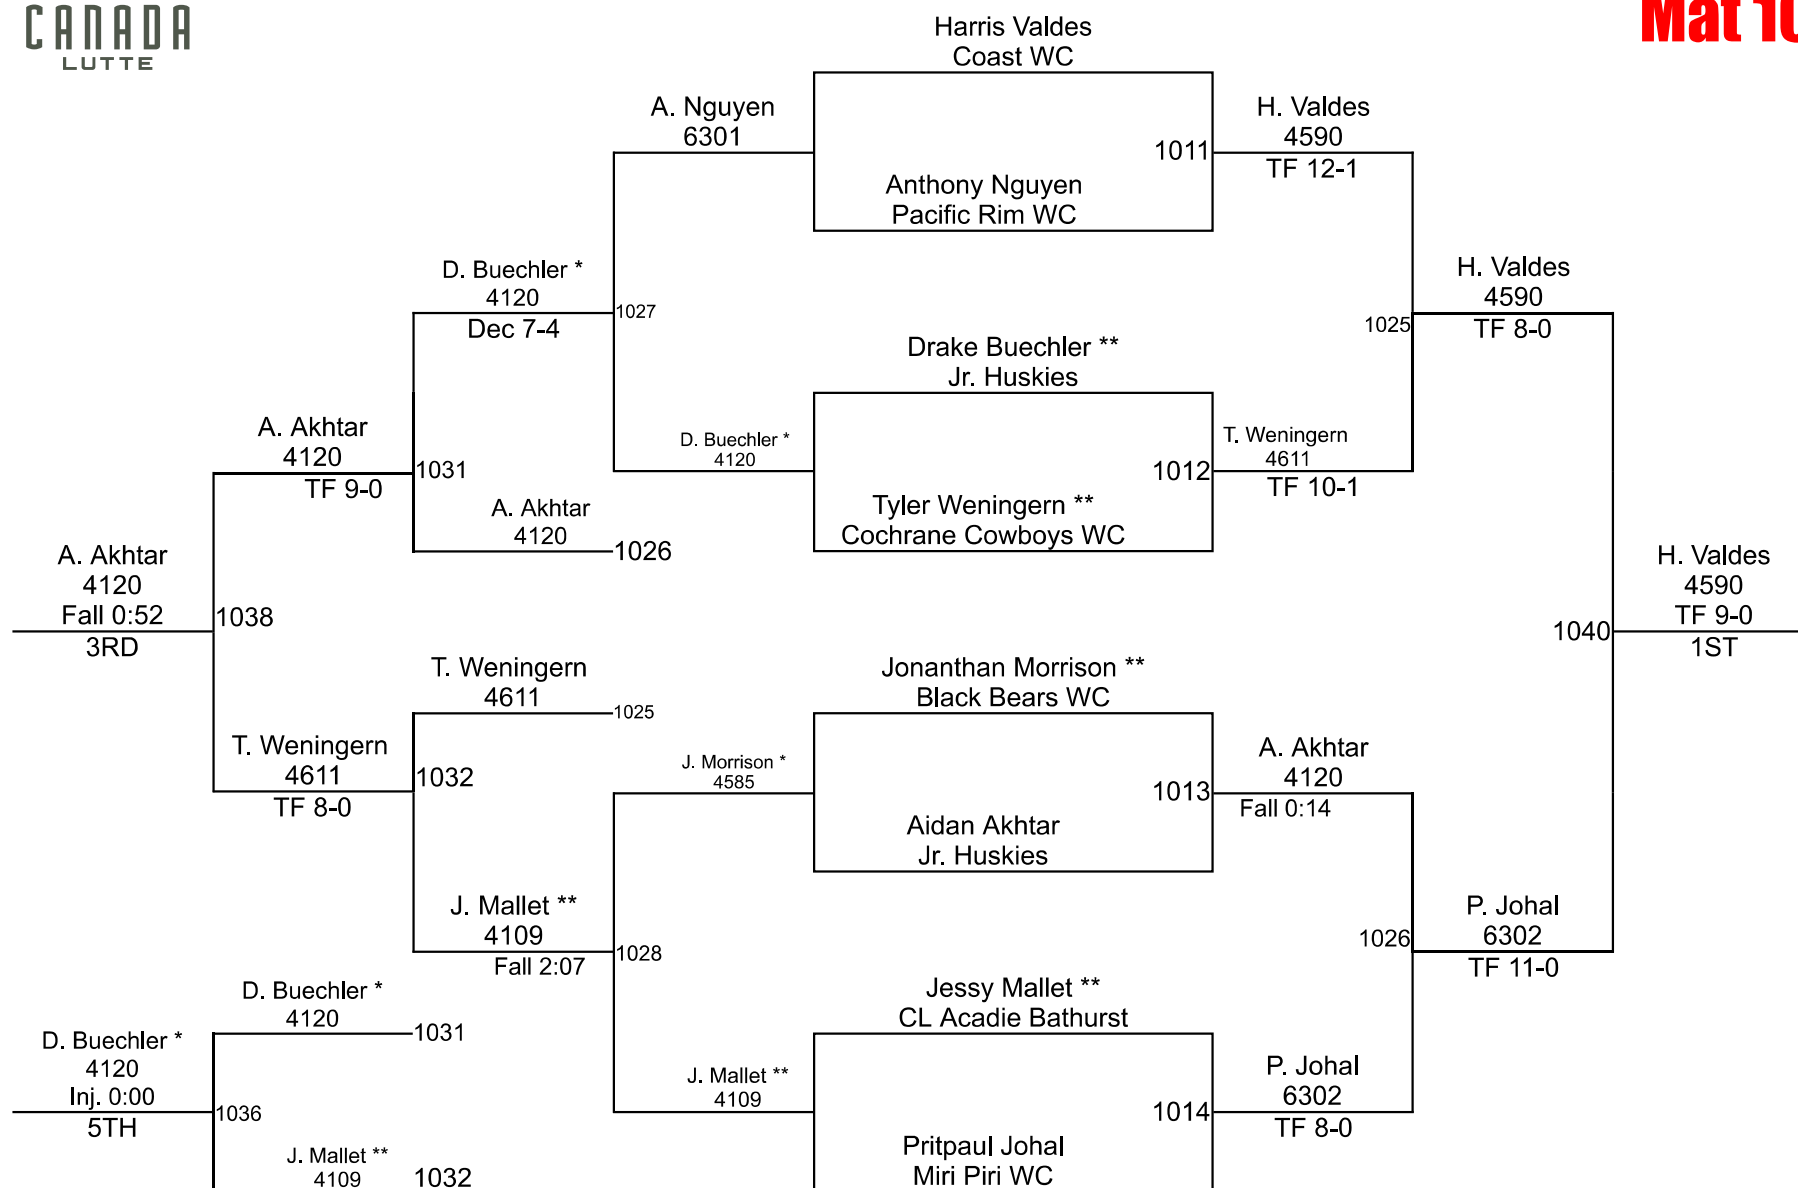 CANADA
LUTTE
Mat 10
Harris Valdes
Coast WC
A. Nguyen
6301
1011
H. Valdes
4590
TF 12-1
Anthony Nguyen
Pacific Rim WC
D. Buechler *
4120
Dec 7-4
1027
H. Valdes
4590
TF 8-0
1025
Drake Buechler **
Jr. Huskies
A. Akhtar
4120
TF 9-0
1031
D. Buechler *
4120
1012
T. Weningern
4611
TF 10-1
A. Akhtar
4120
1026
Tyler Weningern **
Cochrane Cowboys WC
A. Akhtar
4120
Fall 0:52
3RD
1038
H. Valdes
4590
TF 9-0
1ST
1040
T. Weningern
4611
1025
Jonanthan Morrison **
Black Bears WC
T. Weningern
4611
TF 8-0
1032
J. Morrison *
4585
1013
A. Akhtar
4120
Fall 0:14
Aidan Akhtar
Jr. Huskies
J. Mallet **
4109
Fall 2:07
1028
1026
P. Johal
6302
TF 11-0
D. Buechler *
4120
1031
Jessy Mallet **
CL Acadie Bathurst
D. Buechler *
4120
Inj. 0:00
5TH
1036
J. Mallet **
4109
1014
P. Johal
6302
TF 8-0
J. Mallet **
4109
1032
Pritpaul Johal
Miri Piri WC